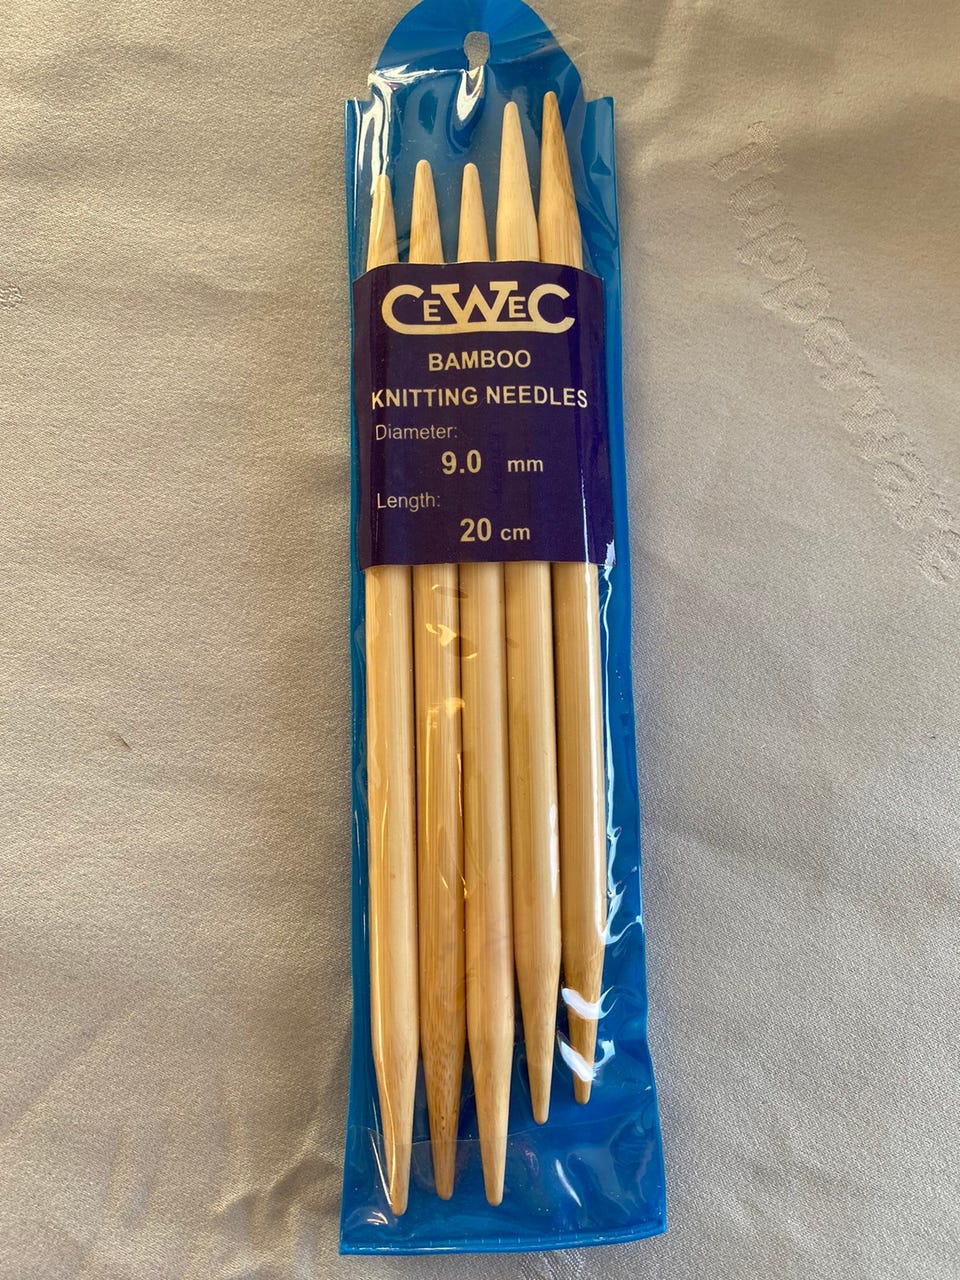 CEWEC
BAMBOO
KNITTING NEEDLES
Diameter:
9.0 mm
Length:
20 cm